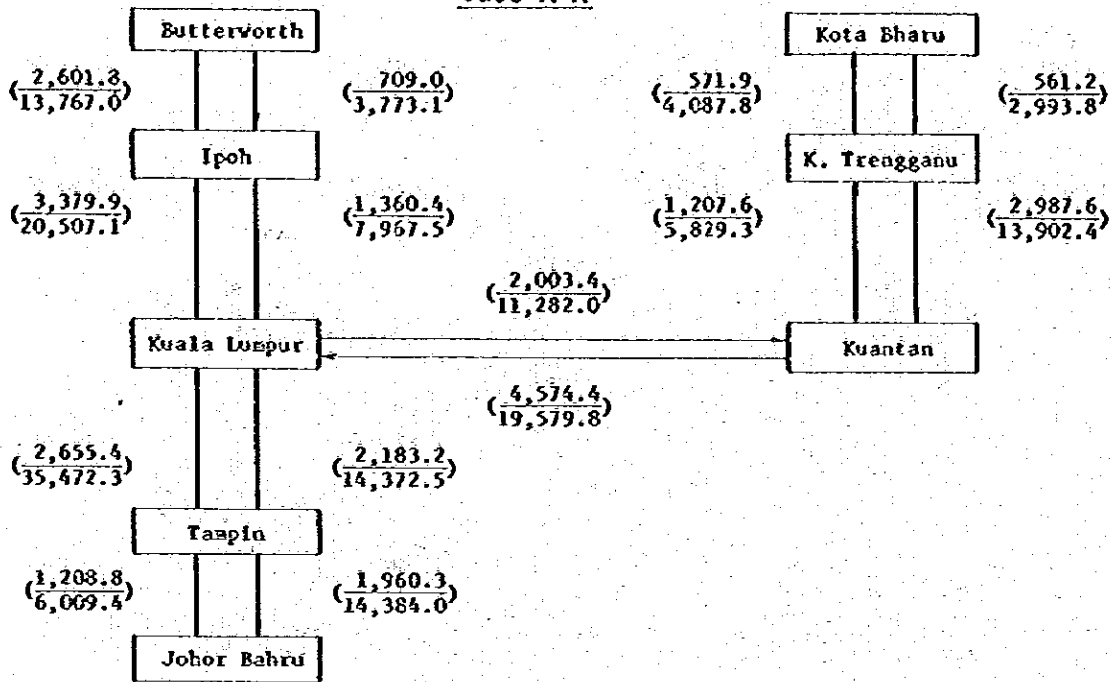 Butterworth Kota Bharu
(2,601.8/13,767.0) (709.0/3,773.1) (571.9/4,087.8) (561.2/2,993.8)
Ipoh K. Trengganu
(3,379.9/20,507.1) (1,360.4/7,967.5) (1,207.6/5,829.3) (2,987.6/13,902.4)
(2,003.4/11,282.0)
Kuala Lumpur Kuantan
(4,574.4/19,579.8)
(2,655.4/35,472.3) (2,183.2/14,372.5)
Tampin
(1,208.8/6,009.4) (1,960.3/14,384.0)
Johor Bahru